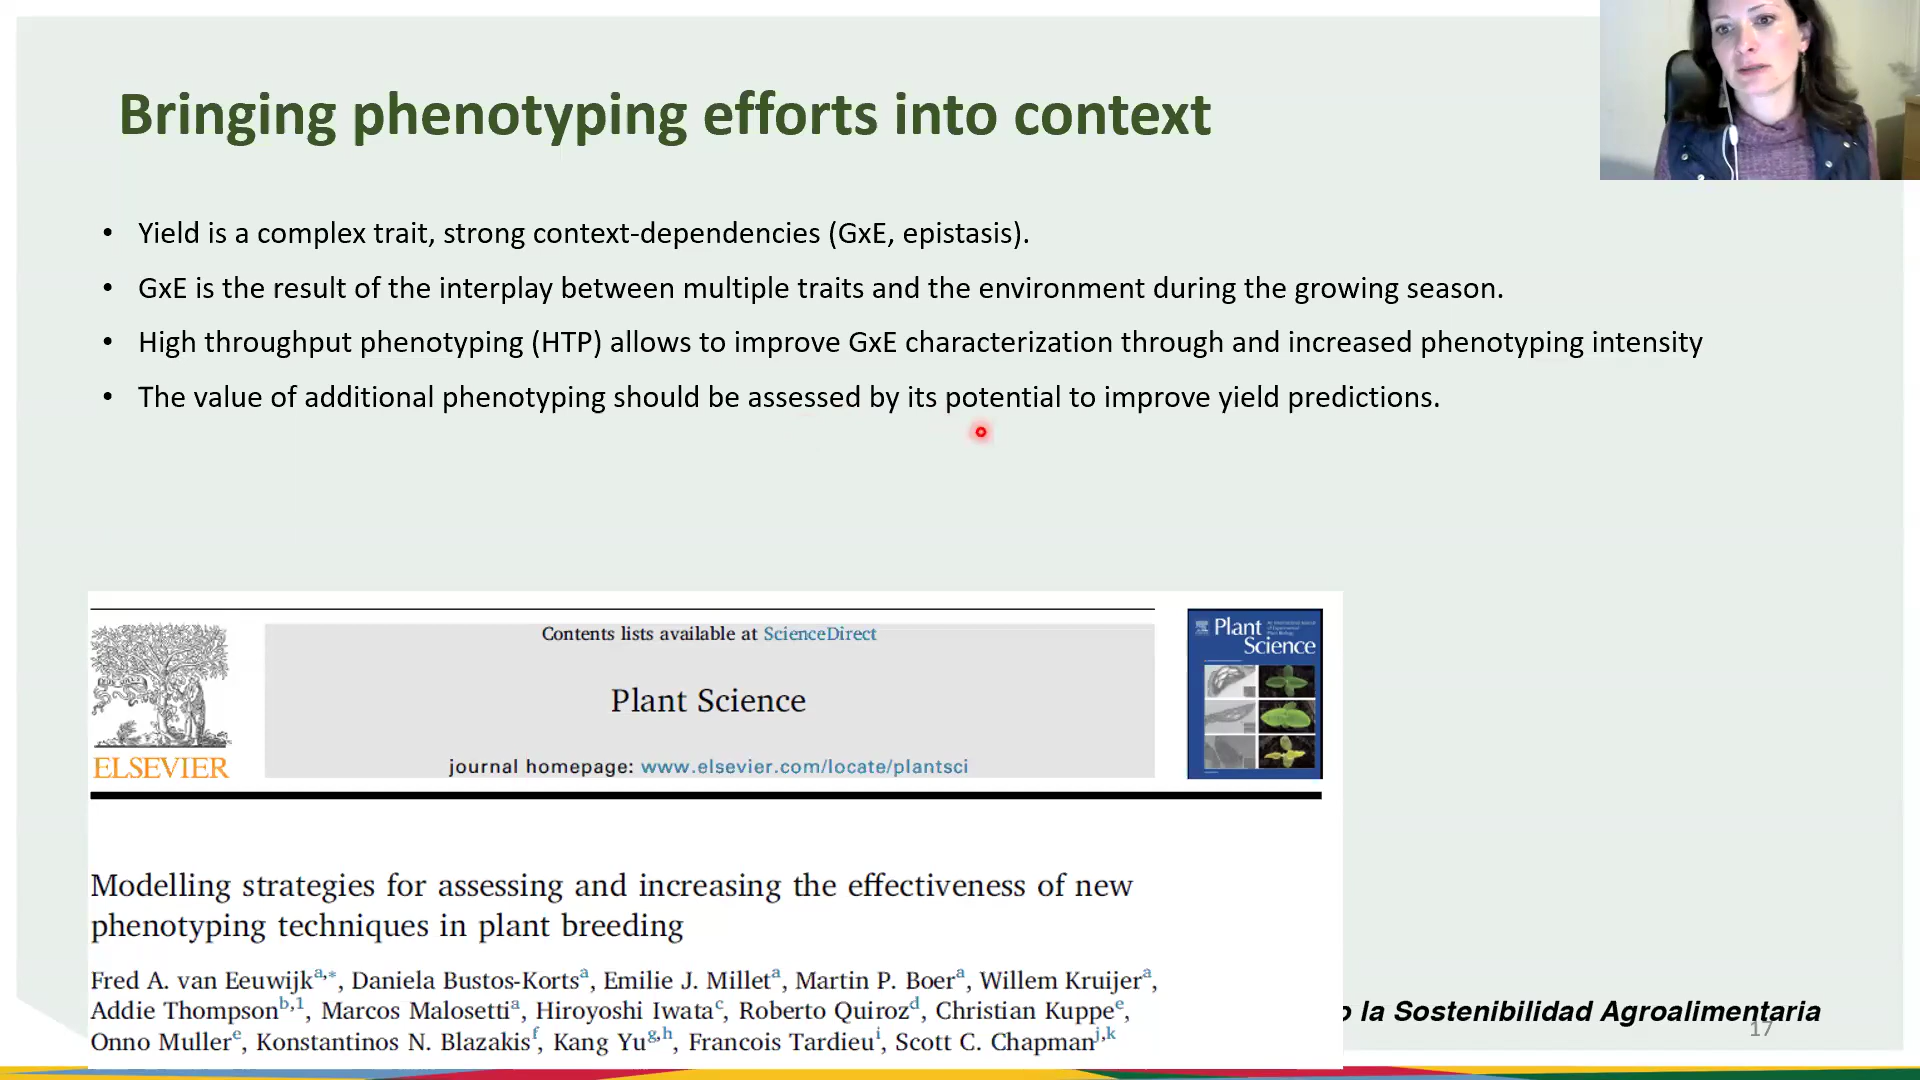 Bringing phenotyping efforts into context
• Yield is a complex trait, strong context-dependencies (GxE, epistasis).
• GxE is the result of the interplay between multiple traits and the environment during the growing season.
• High throughput phenotyping (HTP) allows to improve GxE characterization through and increased phenotyping intensity
• The value of additional phenotyping should be assessed by its potential to improve yield predictions.
Contents lists available at ScienceDirect
Plant Science
journal homepage: www.elsevier.com/locate/plantsci
ELSEVIER
Plant
Science
Modelling strategies for assessing and increasing the effectiveness of new
phenotyping techniques in plant breeding
Fred A. van Eeuwijk^a,*, Daniela Bustos-Korts^a, Emilie J. Millet^a, Martin P. Boer^a, Willem Kruijer^a,
Addie Thompson^b,1, Marcos Malosetti^a, Hiroyoshi Iwata^c, Roberto Quiroz^d, Christian Kuppe^e,
Onno Muller^e, Konstantinos N. Blazakis^f, Kang Yu^g,h, Francois Tardieu^i, Scott C. Chapman^j,k
o la Sostenibilidad Agroalimentaria
17